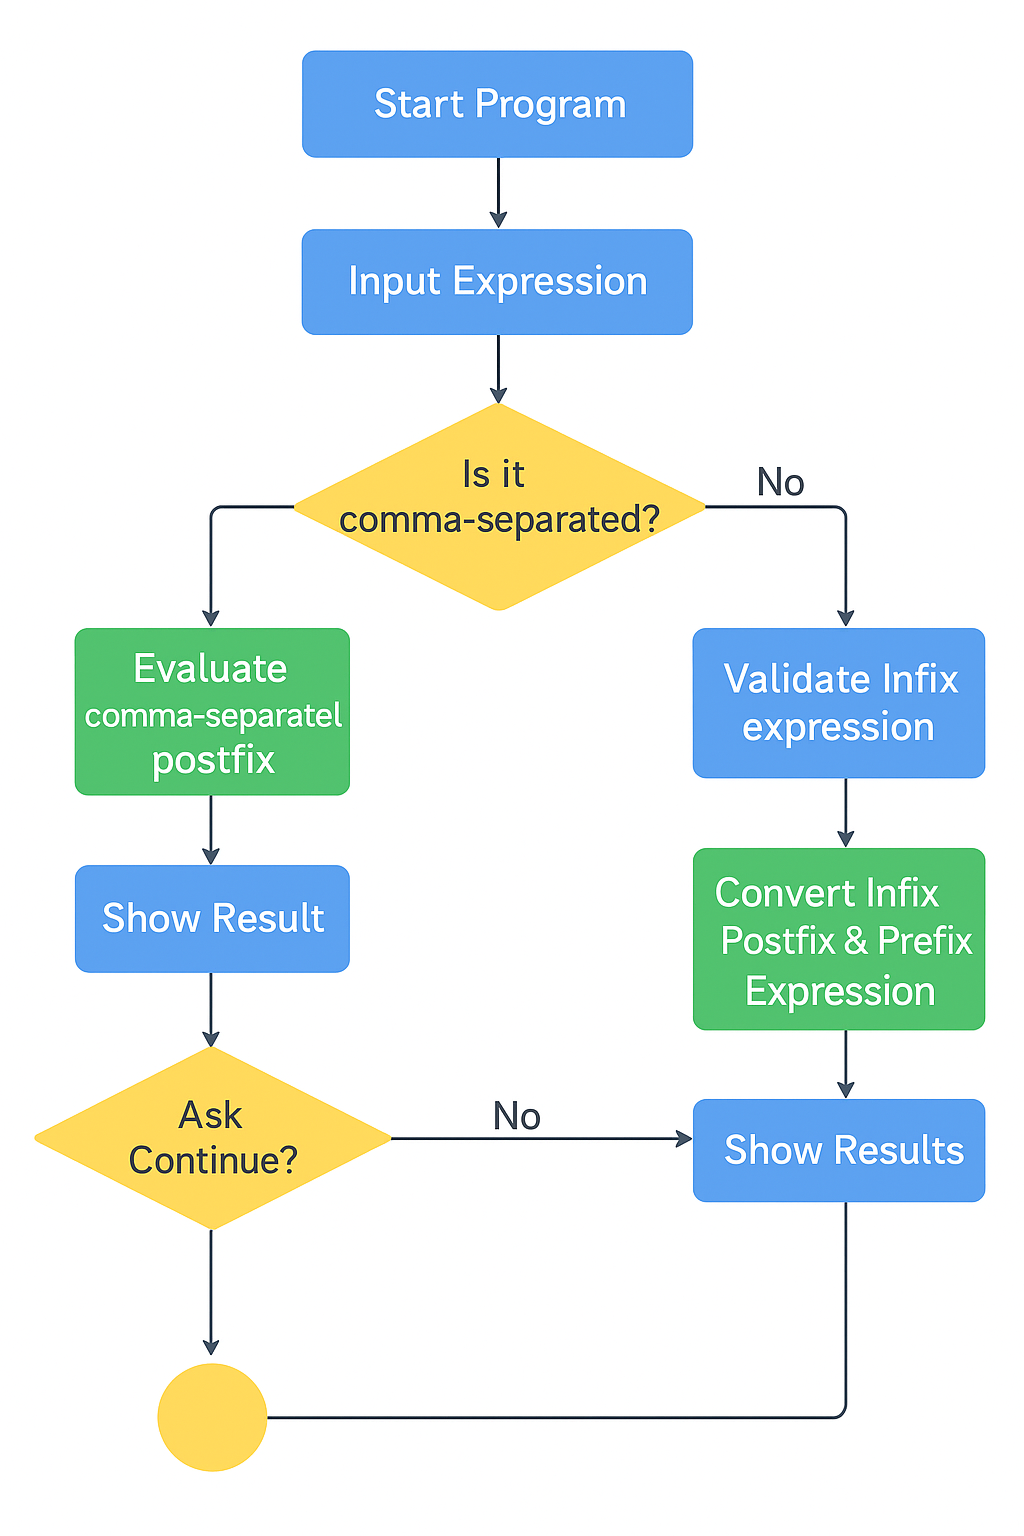 Start Program
Input Expression
Is it
comma-separated?
No
Evaluate
comma-separatel
postfix
Validate Infix
expression
Show Result
Convert Infix
Postfix & Prefix
Expression
Ask
Continue?
No
Show Results